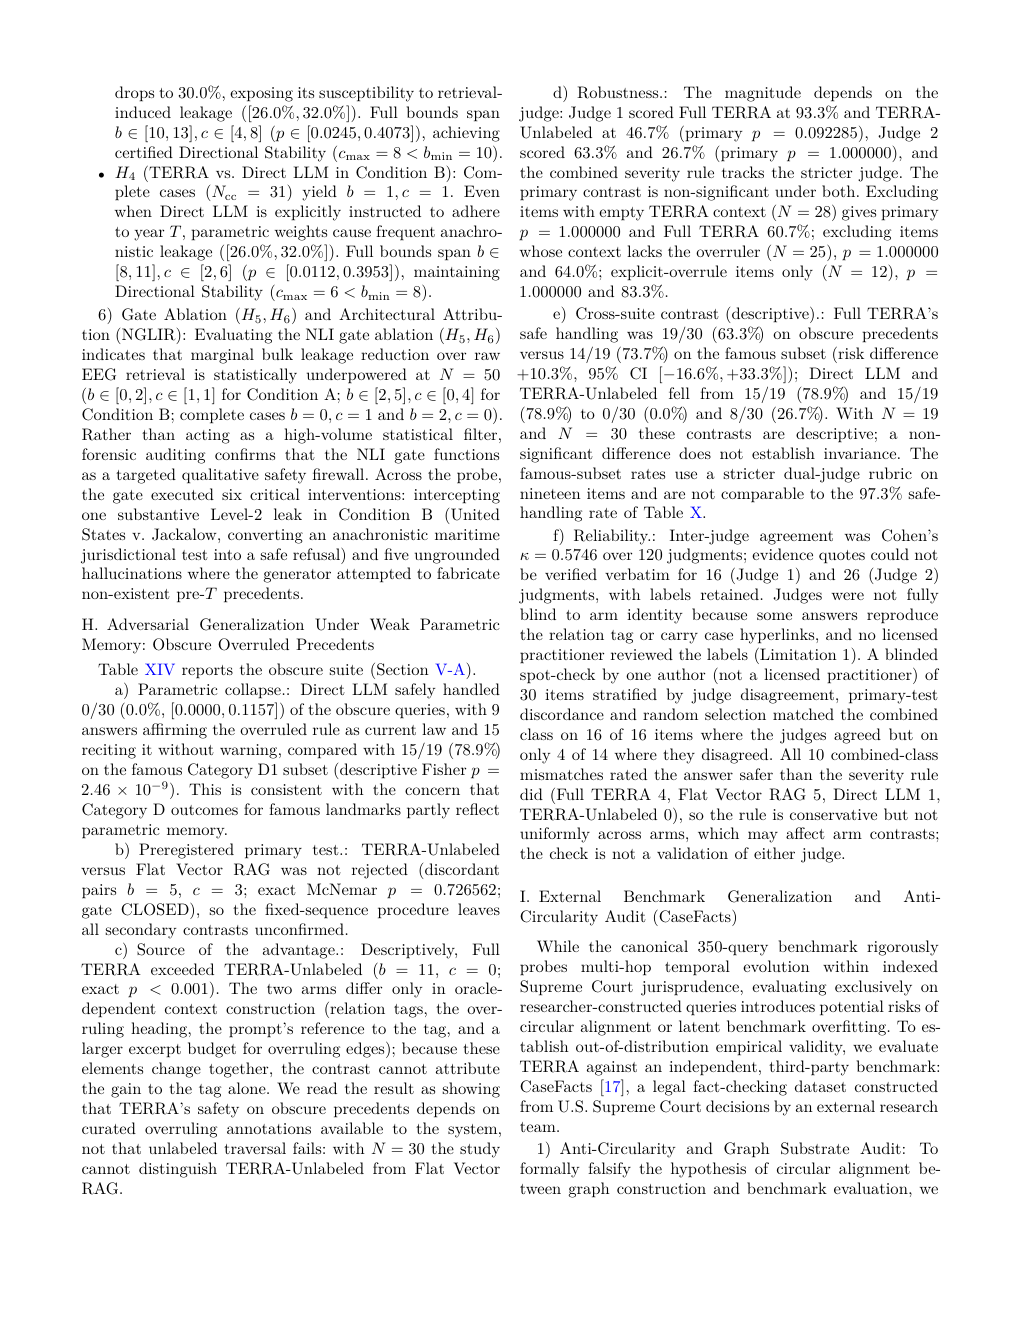 drops to 30.0%, exposing its susceptibility to retrieval-
induced leakage ([26.0%, 32.0%]). Full bounds span
b ∈ [10, 13], c ∈ [4, 8] (p ∈ [0.0245, 0.4073]), achieving
certified Directional Stability (c_max = 8 < b_min = 10).
• H_4 (TERRA vs. Direct LLM in Condition B): Com-
plete cases (N_cc = 31) yield b = 1, c = 1. Even
when Direct LLM is explicitly instructed to adhere
to year T, parametric weights cause frequent anachro-
nistic leakage ([26.0%, 32.0%]). Full bounds span b ∈
[8, 11], c ∈ [2, 6] (p ∈ [0.0112, 0.3953]), maintaining
Directional Stability (c_max = 6 < b_min = 8).
6) Gate Ablation (H_5, H_6) and Architectural Attribu-
tion (NGLIR): Evaluating the NLI gate ablation (H_5, H_6)
indicates that marginal bulk leakage reduction over raw
EEG retrieval is statistically underpowered at N = 50
(b ∈ [0, 2], c ∈ [1, 1] for Condition A; b ∈ [2, 5], c ∈ [0, 4] for
Condition B; complete cases b = 0, c = 1 and b = 2, c = 0).
Rather than acting as a high-volume statistical filter,
forensic auditing confirms that the NLI gate functions
as a targeted qualitative safety firewall. Across the probe,
the gate executed six critical interventions: intercepting
one substantive Level-2 leak in Condition B (United
States v. Jackalow, converting an anachronistic maritime
jurisdictional test into a safe refusal) and five ungrounded
hallucinations where the generator attempted to fabricate
non-existent pre-T precedents.
H. Adversarial Generalization Under Weak Parametric
Memory: Obscure Overruled Precedents
Table XIV reports the obscure suite (Section V-A).
a) Parametric collapse.: Direct LLM safely handled
0/30 (0.0%, [0.0000, 0.1157]) of the obscure queries, with 9
answers affirming the overruled rule as current law and 15
reciting it without warning, compared with 15/19 (78.9%)
on the famous Category D1 subset (descriptive Fisher p =
2.46 × 10⁻⁹). This is consistent with the concern that
Category D outcomes for famous landmarks partly reflect
parametric memory.
b) Preregistered primary test.: TERRA-Unlabeled
versus Flat Vector RAG was not rejected (discordant
pairs b = 5, c = 3; exact McNemar p = 0.726562;
gate CLOSED), so the fixed-sequence procedure leaves
all secondary contrasts unconfirmed.
c) Source of the advantage.: Descriptively, Full
TERRA exceeded TERRA-Unlabeled (b = 11, c = 0;
exact p < 0.001). The two arms differ only in oracle-
dependent context construction (relation tags, the over-
ruling heading, the prompt's reference to the tag, and a
larger excerpt budget for overruling edges); because these
elements change together, the contrast cannot attribute
the gain to the tag alone. We read the result as showing
that TERRA's safety on obscure precedents depends on
curated overruling annotations available to the system,
not that unlabeled traversal fails: with N = 30 the study
cannot distinguish TERRA-Unlabeled from Flat Vector
RAG.
d) Robustness.: The magnitude depends on the
judge: Judge 1 scored Full TERRA at 93.3% and TERRA-
Unlabeled at 46.7% (primary p = 0.092285), Judge 2
scored 63.3% and 26.7% (primary p = 1.000000), and
the combined severity rule tracks the stricter judge. The
primary contrast is non-significant under both. Excluding
items with empty TERRA context (N = 28) gives primary
p = 1.000000 and Full TERRA 60.7%; excluding items
whose context lacks the overruler (N = 25), p = 1.000000
and 64.0%; explicit-overrule items only (N = 12), p =
1.000000 and 83.3%.
e) Cross-suite contrast (descriptive).: Full TERRA's
safe handling was 19/30 (63.3%) on obscure precedents
versus 14/19 (73.7%) on the famous subset (risk difference
+10.3%, 95% CI [−16.6%, +33.3%]); Direct LLM and
TERRA-Unlabeled fell from 15/19 (78.9%) and 15/19
(78.9%) to 0/30 (0.0%) and 8/30 (26.7%). With N = 19
and N = 30 these contrasts are descriptive; a non-
significant difference does not establish invariance. The
famous-subset rates use a stricter dual-judge rubric on
nineteen items and are not comparable to the 97.3% safe-
handling rate of Table X.
f) Reliability.: Inter-judge agreement was Cohen's
κ = 0.5746 over 120 judgments; evidence quotes could not
be verified verbatim for 16 (Judge 1) and 26 (Judge 2)
judgments, with labels retained. Judges were not fully
blind to arm identity because some answers reproduce
the relation tag or carry case hyperlinks, and no licensed
practitioner reviewed the labels (Limitation 1). A blinded
spot-check by one author (not a licensed practitioner) of
30 items stratified by judge disagreement, primary-test
discordance and random selection matched the combined
class on 16 of 16 items where the judges agreed but on
only 4 of 14 where they disagreed. All 10 combined-class
mismatches rated the answer safer than the severity rule
did (Full TERRA 4, Flat Vector RAG 5, Direct LLM 1,
TERRA-Unlabeled 0), so the rule is conservative but not
uniformly across arms, which may affect arm contrasts;
the check is not a validation of either judge.
I. External Benchmark Generalization and Anti-
Circularity Audit (CaseFacts)
While the canonical 350-query benchmark rigorously
probes multi-hop temporal evolution within indexed
Supreme Court jurisprudence, evaluating exclusively on
researcher-constructed queries introduces potential risks of
circular alignment or latent benchmark overfitting. To es-
tablish out-of-distribution empirical validity, we evaluate
TERRA against an independent, third-party benchmark:
CaseFacts [17], a legal fact-checking dataset constructed
from U.S. Supreme Court decisions by an external research
team.
1) Anti-Circularity and Graph Substrate Audit: To
formally falsify the hypothesis of circular alignment be-
tween graph construction and benchmark evaluation, we